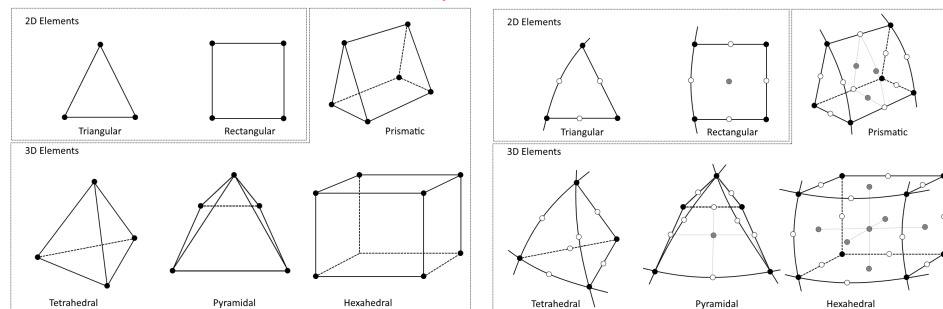 2D Elements
Triangular
Rectangular
Prismatic
3D Elements
Tetrahedral
Pyramidal
Hexahedral
2D Elements
Triangular
Rectangular
Prismatic
3D Elements
Tetrahedral
Pyramidal
Hexahedral